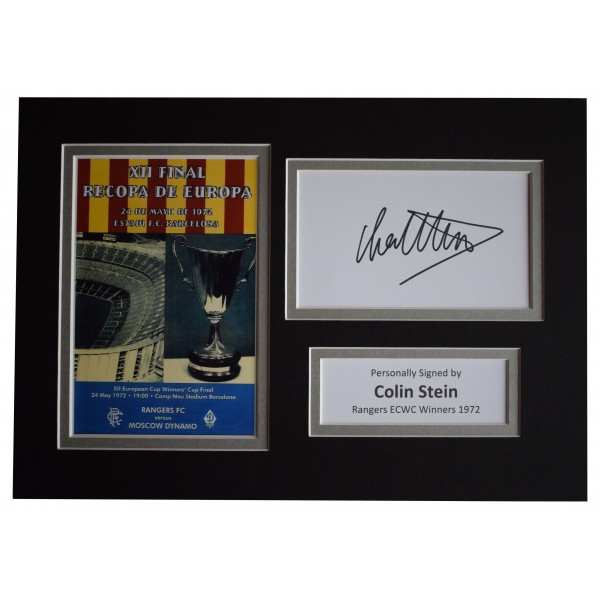 XII FINAL
RECOPA DE EUROPA
24 DE MAYO DE 1972
ESTADI F.C. BARCELONA
XII European Cup Winners' Cup Final
24 May 1972 • 19:00 • Camp Nou Stadium Barcelona
RANGERS FC
versus
MOSCOW DYNAMO
Personally Signed by
Colin Stein
Rangers ECWC Winners 1972